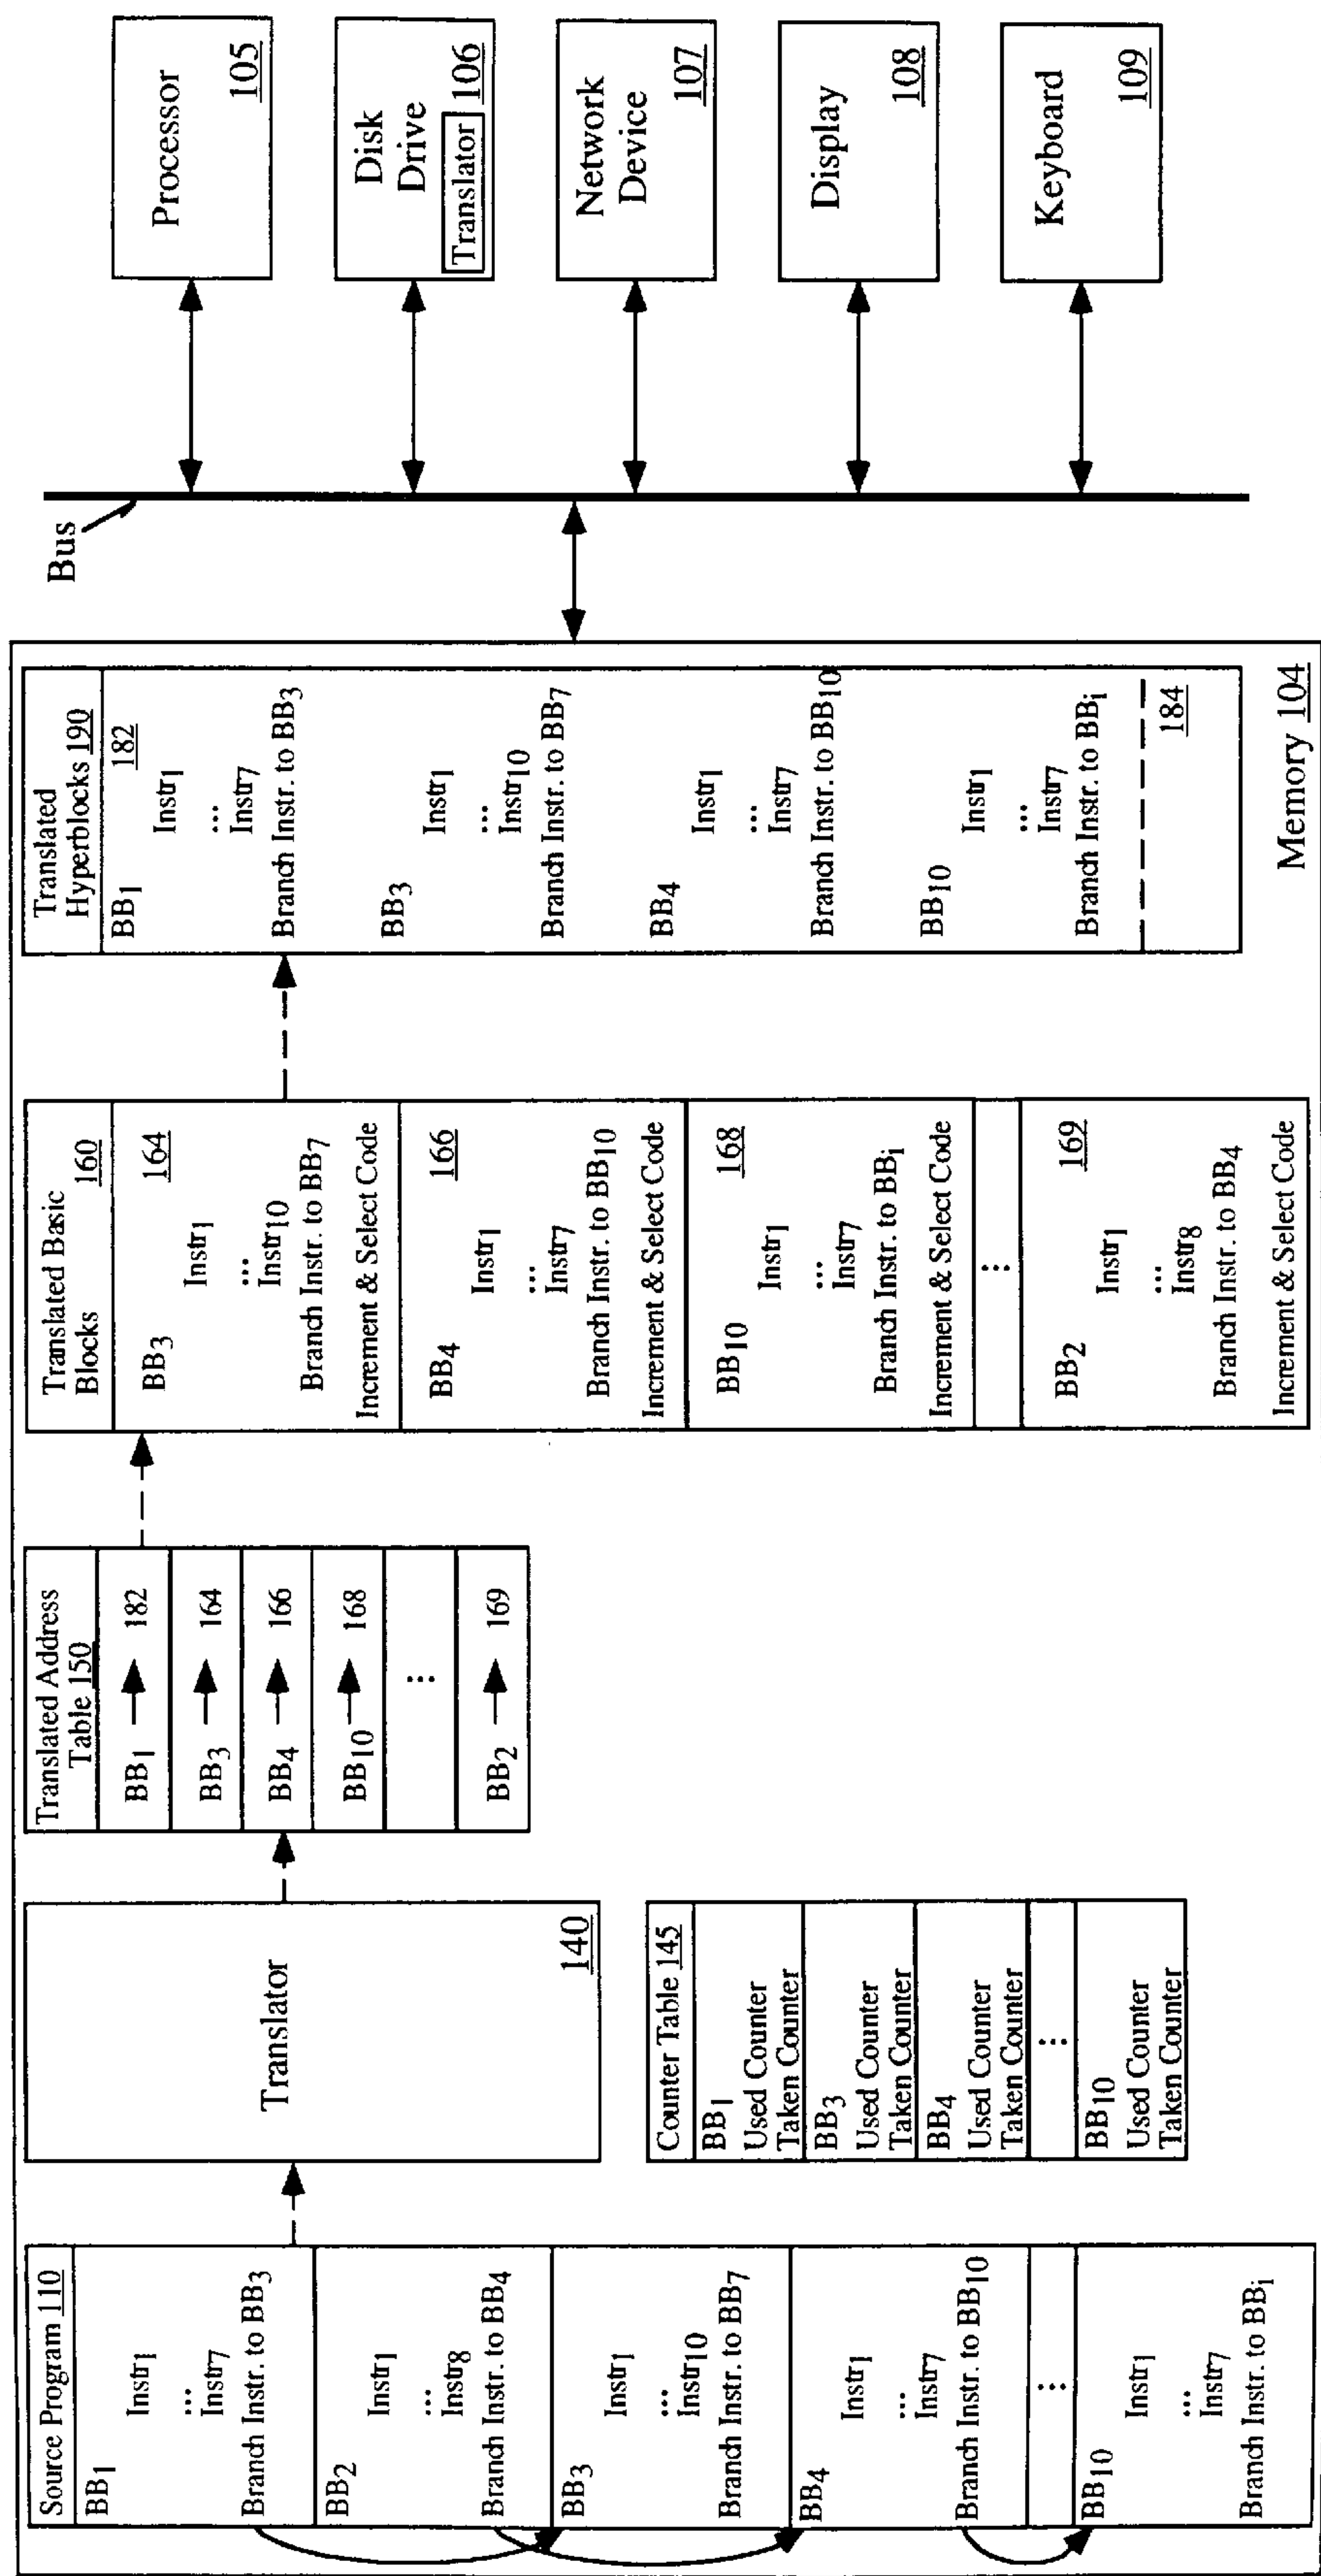 Source Program 110
BB1
Instr1
...
Instr7
Branch Instr. to BB3
BB2
Instr1
...
Instr8
Branch Instr. to BB4
BB3
Instr1
...
Instr10
Branch Instr. to BB7
BB4
Instr1
...
Instr7
Branch Instr. to BB10
...
BB10
Instr1
...
Instr7
Branch Instr. to BBi
Translator
140
Counter Table 145
BB1
Used Counter
Taken Counter
BB3
Used Counter
Taken Counter
BB4
Used Counter
Taken Counter
...
BB10
Used Counter
Taken Counter
Translated Address
Table 150
BB1 182
BB3 164
BB4 166
BB10 168
...
BB2 169
Translated Basic
Blocks 160
BB3 164
Instr1
...
Instr10
Branch Instr. to BB7
Increment & Select Code
BB4 166
Instr1
...
Instr7
Branch Instr. to BB10
Increment & Select Code
BB10 168
Instr1
...
Instr7
Branch Instr. to BBi
Increment & Select Code
...
BB2 169
Instr1
...
Instr8
Branch Instr. to BB4
Increment & Select Code
Translated
Hyperblocks 190
BB1 182
Instr1
...
Instr7
Branch Instr. to BB3
BB3
Instr1
...
Instr10
Branch Instr. to BB7
BB4
Instr1
...
Instr7
Branch Instr. to BB10
BB10
Instr1
...
Instr7
Branch Instr. to BBi
184
Memory 104
Bus
Processor
105
Disk
Drive
Translator 106
Network
Device
107
Display
108
Keyboard
109